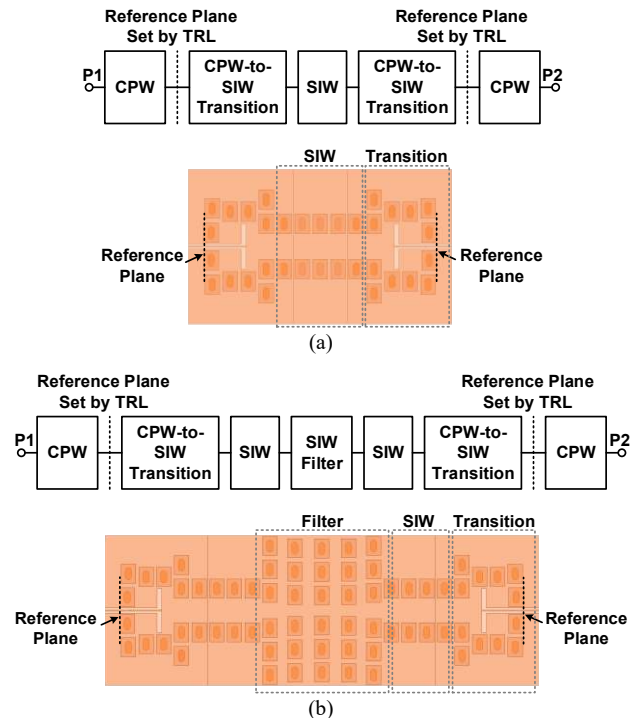 Reference Plane
Set by TRL
Reference Plane
Set by TRL
P1
CPW
CPW-to-
SIW
Transition
SIW
CPW-to-
SIW
Transition
CPW
P2
SIW
Transition
Reference
Plane
Reference
Plane
(a)
Reference Plane
Set by TRL
Reference Plane
Set by TRL
P1
CPW
CPW-to-
SIW
Transition
SIW
SIW
Filter
SIW
CPW-to-
SIW
Transition
CPW
P2
Filter
SIW
Transition
Reference
Plane
Reference
Plane
(b)